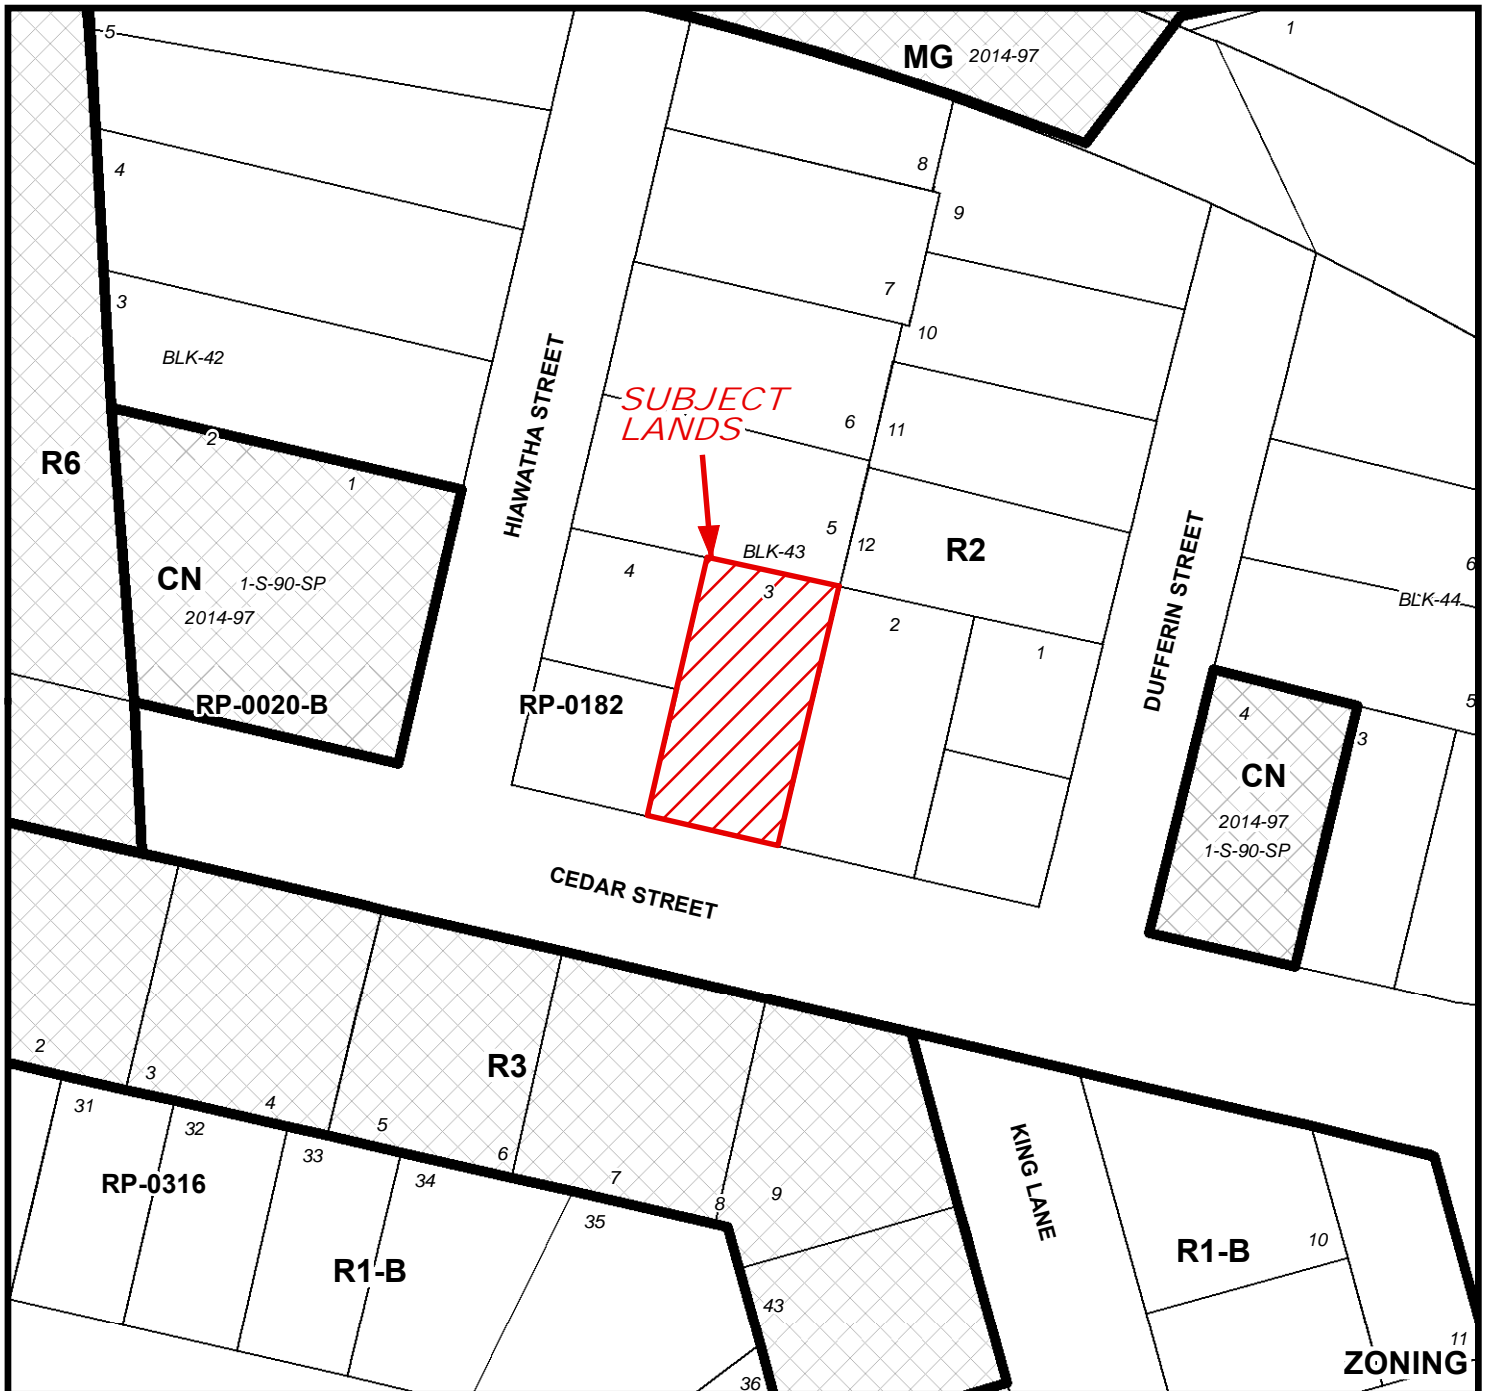 5
MG 2014-97
1
4
8
9
3
7
BLK-42
10
HIAWATHA STREET
SUBJECT
LANDS
6
11
2
1
R6
5
12
R2
DUFFERIN STREET
BLK-43
4
3
6
CN 1-S-90-SP
2014-97
BLK-44
2
1
RP-0020-B
RP-0182
5
4
3
CN
2014-97
1-S-90-SP
CEDAR STREET
2
3
4
5
6
7
8
9
R3
31
32
33
34
35
KING LANE
RP-0316
R1-B
R1-B
10
43
11
ZONING
36